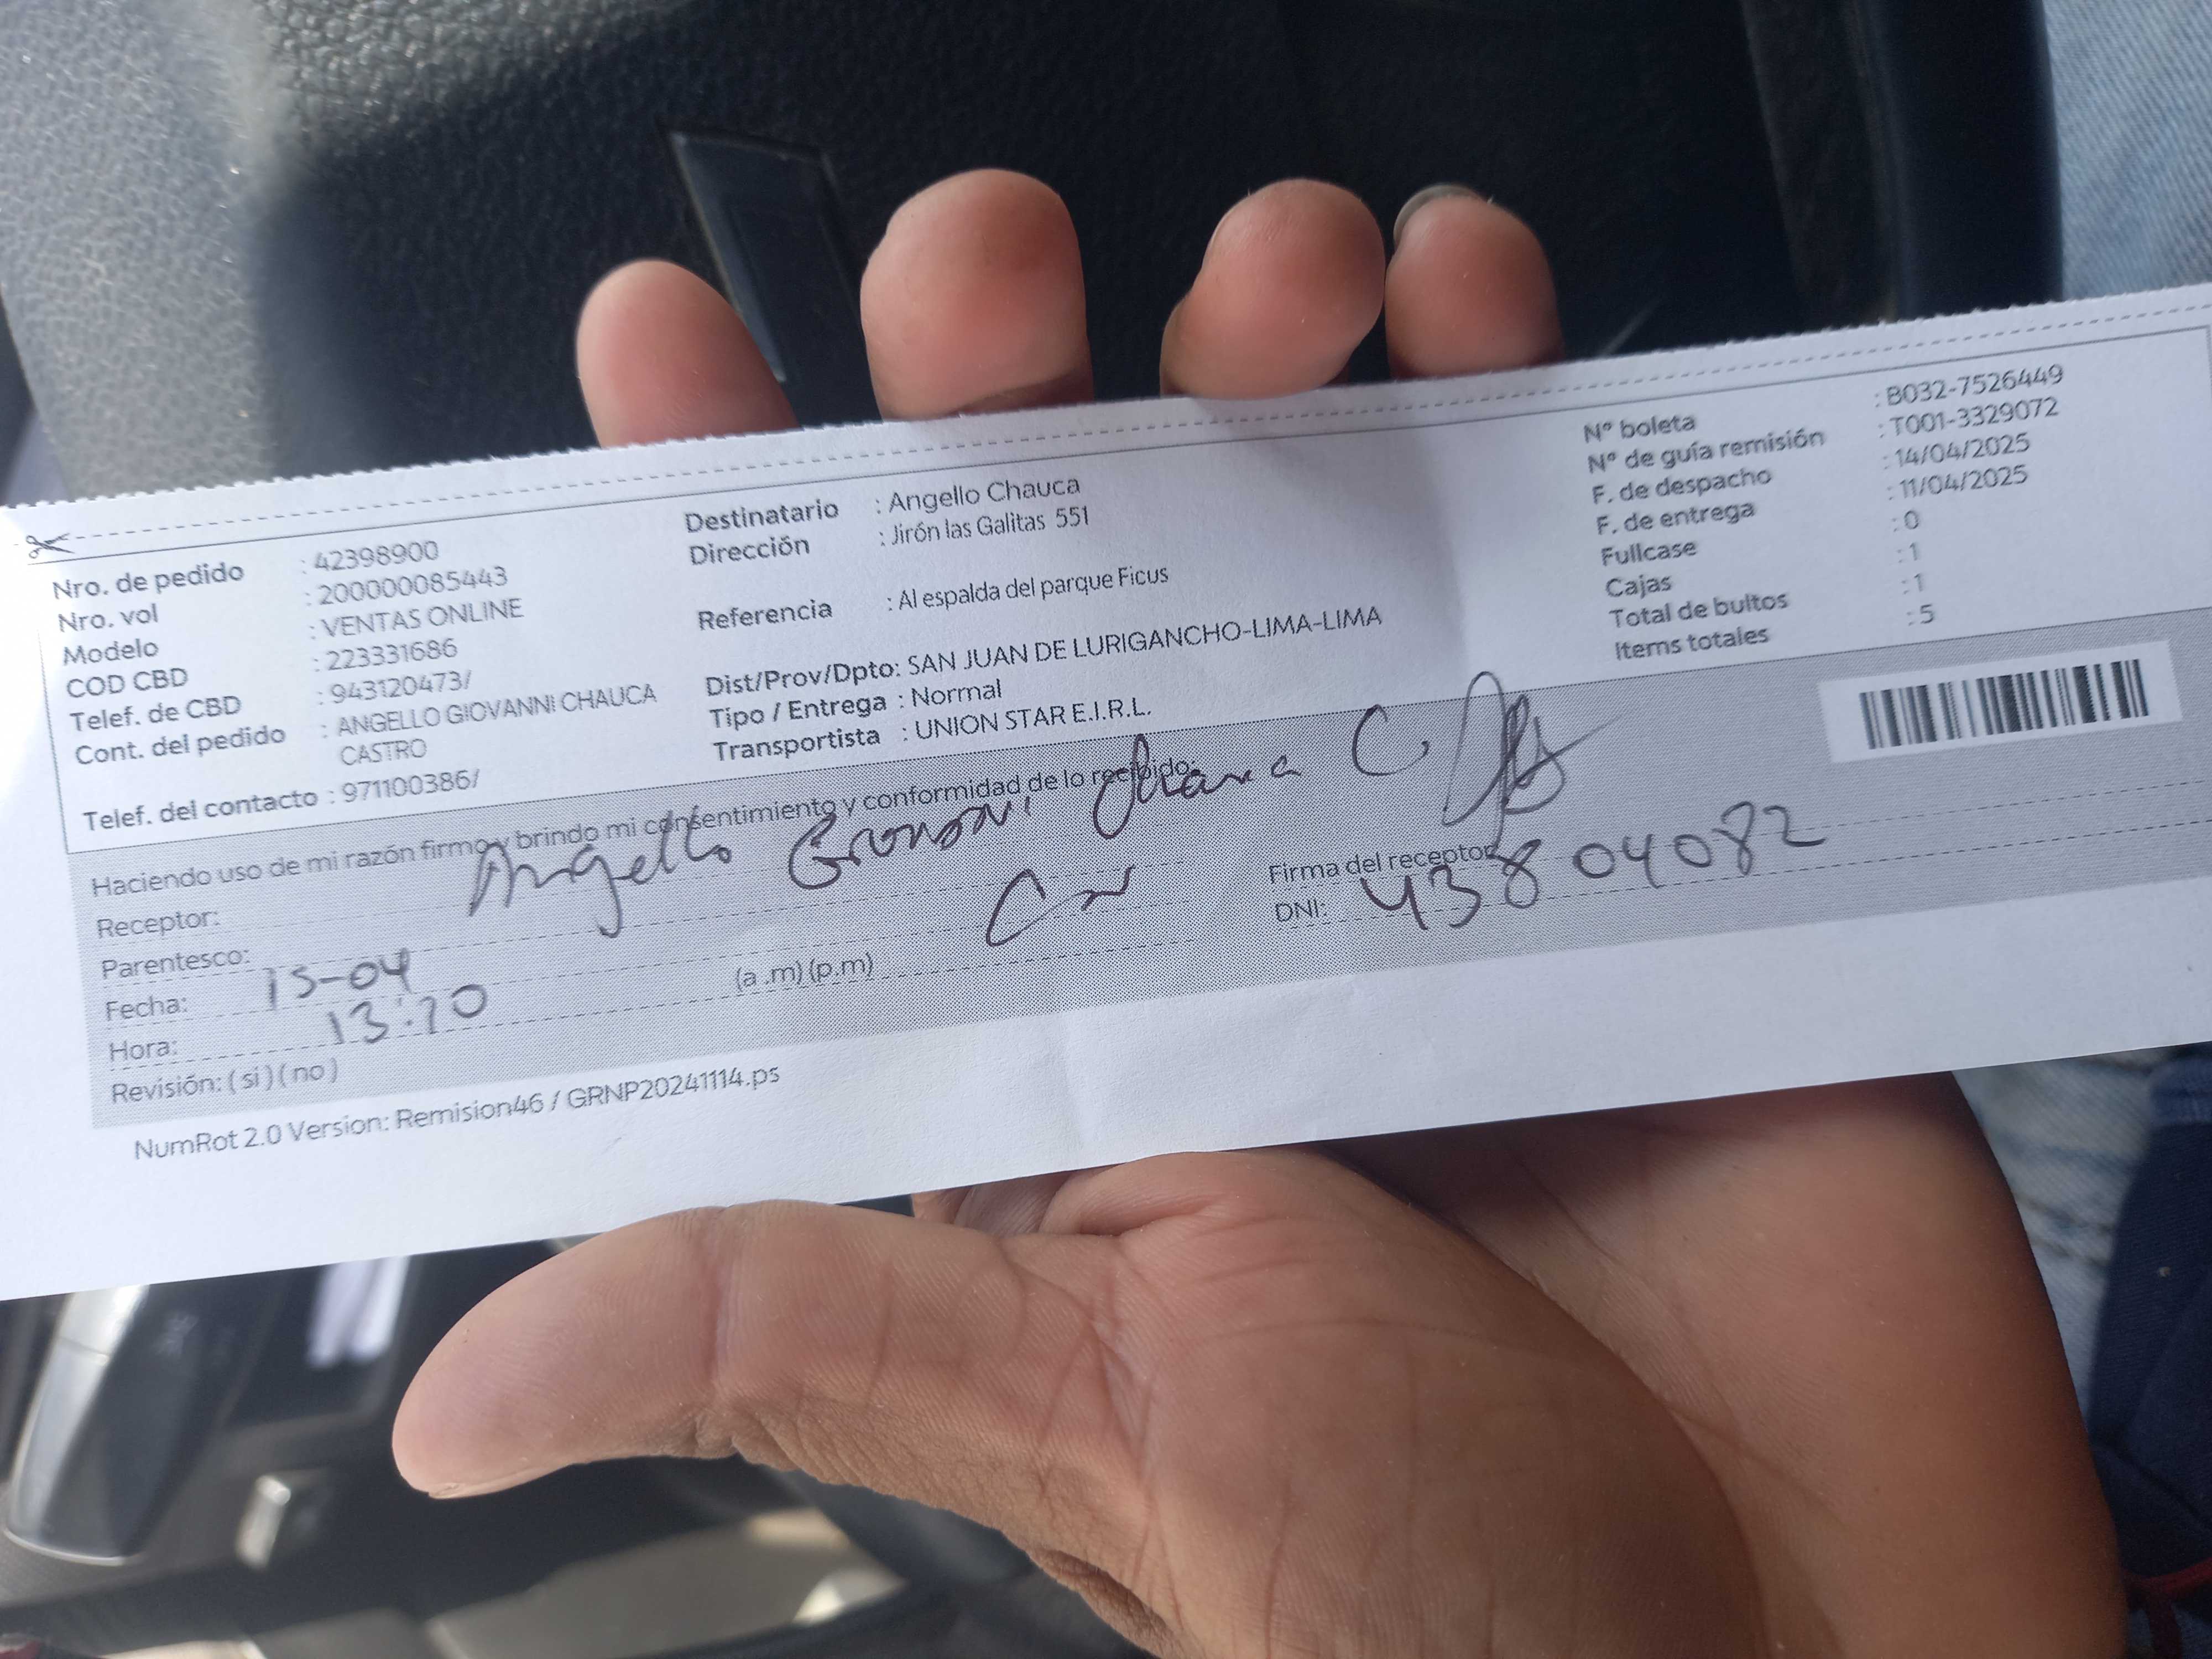 Nro. de pedido : 42398900
Nro. vol : 200000085443
Modelo : VENTAS ONLINE
COD CBD : 223331686
Telef. de CBD : 943120473/
Cont. del pedido : ANGELLO GIOVANNI CHAUCA
CASTRO
Telef. del contacto : 971100386/
Destinatario : Angello Chauca
Dirección : Jirón las Galitas 551
Referencia : Al espalda del parque Ficus
Dist/Prov/Dpto: SAN JUAN DE LURIGANCHO-LIMA-LIMA
Tipo / Entrega : Normal
Transportista : UNION STAR E.I.R.L.
Nº boleta : B032-7526449
Nº de guía remisión : T001-3329072
F. de despacho : 14/04/2025
F. de entrega : 11/04/2025
Fullcase : 0
Cajas : 1
Total de bultos : 1
Items totales : 5
Haciendo uso de mi razón firmo y brindo mi consentimiento y conformidad de lo recibido:
Receptor: Angello
Parentesco:
Fecha: 15-04
Hora: 13:10 (a.m) (p.m)
Revisión: ( si ) ( no )
Firma del receptor
DNI: 43804082
NumRot 2.0 Version: Remision46 / GRNP20241114.ps